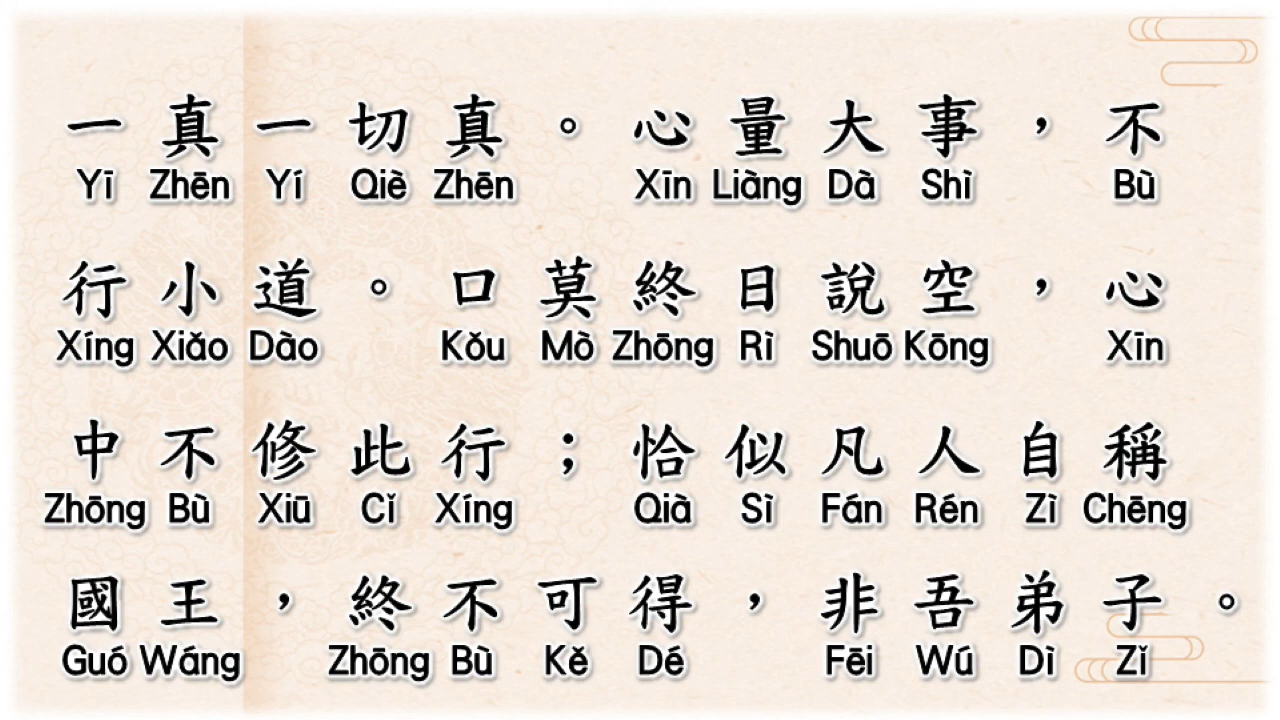 一真一切真。心量大事，不
Yī Zhēn Yí Qiè Zhēn Xīn Liàng Dà Shì Bù
行小道。口莫終日說空，心
Xíng Xiǎo Dào Kǒu Mò Zhōng Rì Shuō Kōng Xīn
中不修此行；恰似凡人自稱
Zhōng Bù Xiū Cǐ Xíng Qià Sì Fán Rén Zì Chēng
國王，終不可得，非吾弟子。
Guó Wáng Zhōng Bù Kě Dé Fēi Wú Dì Zǐ